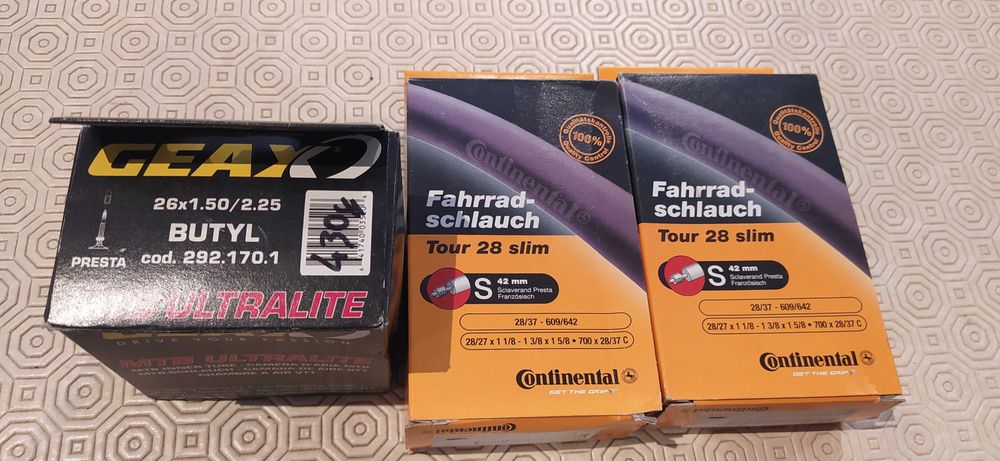 GEAX
26x1.50/2.25
BUTYL
PRESTA
cod. 292.170.1
430
ULTRALITE
GEAX
DRIVE YOUR PASSION
MTB ULTRALITE
Qualitätskontrolle
100%
Quality Control
Continental
Fahrrad-
schlauch
Tour 28 slim
S
42 mm
Sclaverand Presta
Französisch
28/37 - 609/642
28/27 x 1 1/8 - 1 3/8 x 1 5/8 • 700 x 28/37 C
Continental
GET THE GRIP
Continental
Qualitätskontrolle
100%
Quality Control
Continental
Fahrrad-
schlauch
Tour 28 slim
S
42 mm
Sclaverand Presta
Französisch
28/37 - 609/642
28/27 x 1 1/8 - 1 3/8 x 1 5/8 • 700 x 28/37 C
Continental
GET THE GRIP
Continental